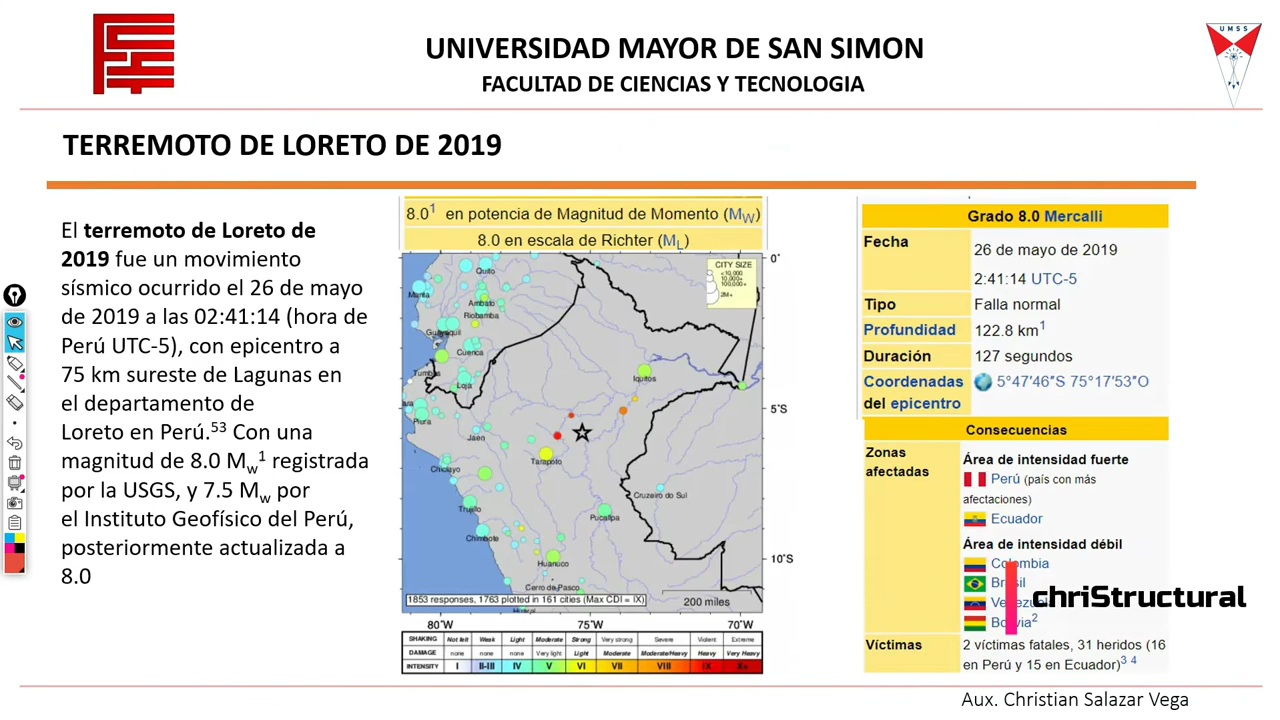 UNIVERSIDAD MAYOR DE SAN SIMON
FACULTAD DE CIENCIAS Y TECNOLOGIA
UMSS
TERREMOTO DE LORETO DE 2019
El terremoto de Loreto de
2019 fue un movimiento
sísmico ocurrido el 26 de mayo
de 2019 a las 02:41:14 (hora de
Perú UTC-5), con epicentro a
75 km sureste de Lagunas en
el departamento de
Loreto en Perú.53 Con una
magnitud de 8.0 Mw1 registrada
por la USGS, y 7.5 Mw por
el Instituto Geofísico del Perú,
posteriormente actualizada a
8.0
8.01 en potencia de Magnitud de Momento (MW)
8.0 en escala de Richter (ML)
CITY SIZE
<10,000
10,000+
100,000+
2M+
0°
Quito
Manta
Ambato
Riobamba
Guayaquil
Cuenca
Tumbes
Loja
Iquitos
5°S
Piura
Jaen
Tarapoto
Chiclayo
Cruzeiro do Sul
Trujillo
Pucallpa
Chimbote
Huanuco
10°S
Cerro de Pasco
1853 responses, 1763 plotted in 161 cities (Max CDI = IX)
200 miles
80°W 75°W 70°W
SHAKING Not felt Weak Light Moderate Strong Very strong Severe Violent Extreme
DAMAGE none none none Very light Light Moderate Moderate/Heavy Heavy Very Heavy
INTENSITY I II-III IV V VI VII VIII IX X+
Grado 8.0 Mercalli
Fecha 26 de mayo de 2019
2:41:14 UTC-5
Tipo Falla normal
Profundidad 122.8 km1
Duración 127 segundos
Coordenadas 5°47′46″S 75°17′53″O
del epicentro
Consecuencias
Zonas
afectadas
Área de intensidad fuerte
Perú (país con más
afectaciones)
Ecuador
Área de intensidad débil
Colombia
Brasil
Venezuela
Bolivia2
chriStructural
Víctimas 2 víctimas fatales, 31 heridos (16
en Perú y 15 en Ecuador)3 4
Aux. Christian Salazar Vega